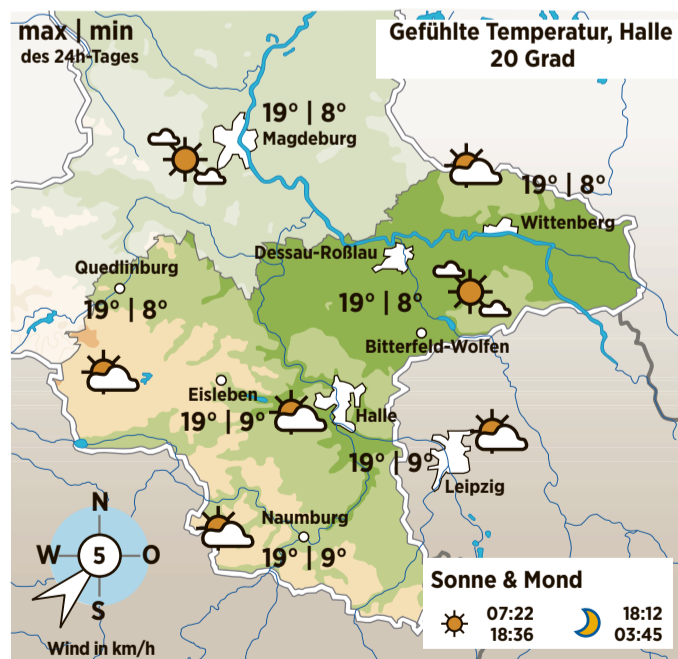 max | min
des 24h-Tages
Gefühlte Temperatur, Halle
20 Grad
19° | 8°
Magdeburg
19° | 8°
Wittenberg
Dessau-Roßlau
Quedlinburg
19° | 8°
19° | 8°
Bitterfeld-Wolfen
Eisleben
19° | 9°
Halle
19° | 9°
Leipzig
Naumburg
19° | 9°
N
W
5
O
S
Wind in km/h
Sonne & Mond
07:22
18:36
18:12
03:45